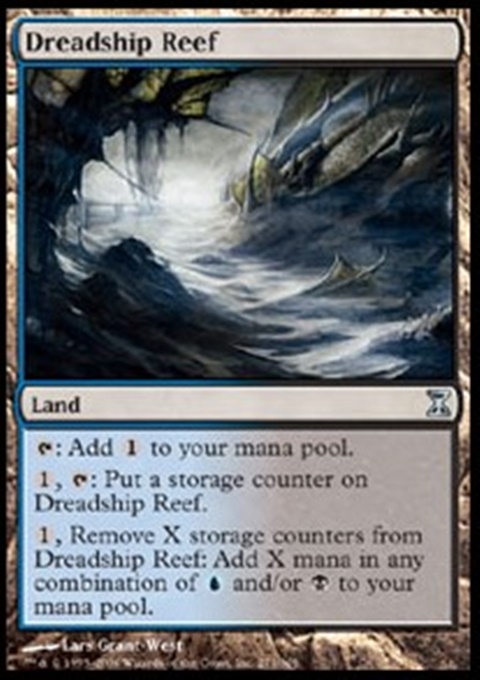 Dreadship Reef
Land
: Add 1 to your mana pool.
1, : Put a storage counter on
Dreadship Reef.
1, Remove X storage counters from
Dreadship Reef: Add X mana in any
combination of and/or to your
mana pool.
Lars Grant-West